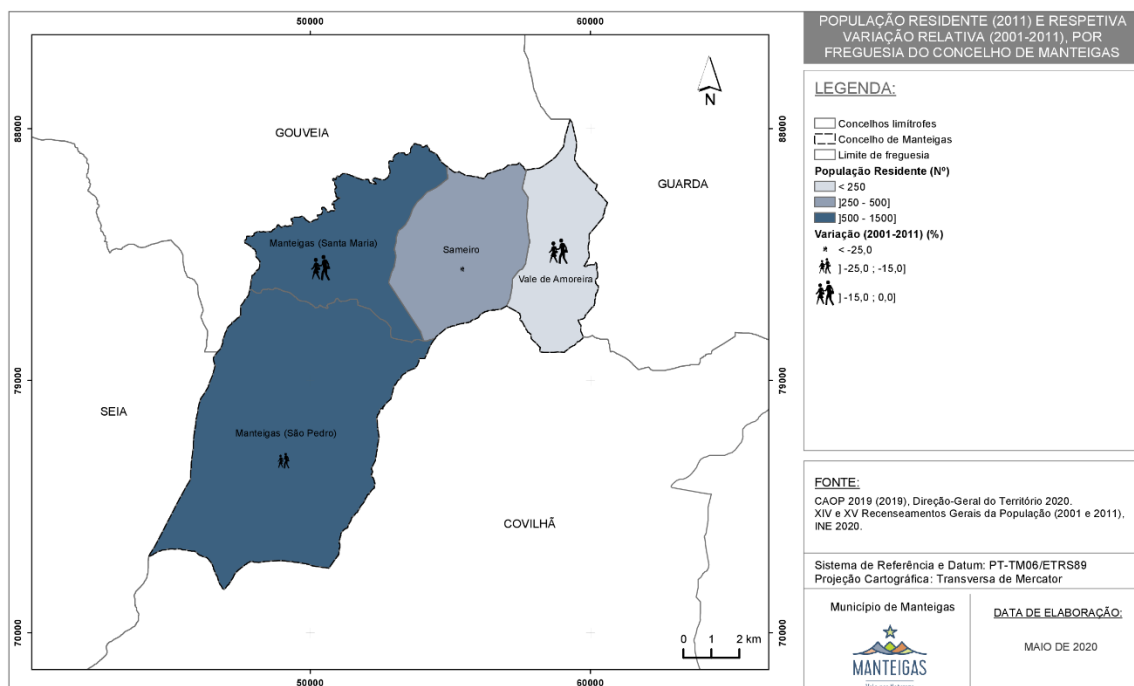 POPULAÇÃO RESIDENTE (2011) E RESPETIVA
VARIAÇÃO RELATIVA (2001-2011), POR
FREGUESIA DO CONCELHO DE MANTEIGAS
50000
60000
88000
88000
N
GOUVEIA
GUARDA
Manteigas (Santa Maria)
Sameiro
Vale de Amoreira
79000
79000
SEIA
Manteigas (São Pedro)
COVILHÃ
70000
70000
0 1 2 km
50000
60000
LEGENDA:
Concelhos limítrofes
Concelho de Manteigas
Limite de freguesia
População Residente (Nº)
< 250
]250 - 500]
]500 - 1500]
Variação (2001-2011) (%)
< -25,0
] -25,0 ; -15,0]
] -15,0 ; 0,0]
FONTE:
CAOP 2019 (2019), Direção-Geral do Território 2020.
XIV e XV Recenseamentos Gerais da População (2001 e 2011),
INE 2020.
Sistema de Referência e Datum: PT-TM06/ETRS89
Projeção Cartográfica: Transversa de Mercator
Município de Manteigas
MANTEIGAS
DATA DE ELABORAÇÃO:
MAIO DE 2020